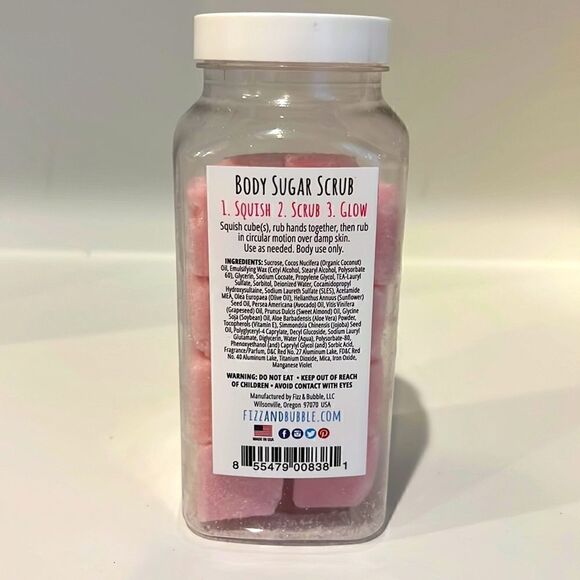 BODY SUGAR SCRUB
1. SQUISH 2. SCRUB 3. GLOW
Squish cube(s), rub hands together, then rub
in circular motion over damp skin.
Use as needed. Body use only.
INGREDIENTS: Sucrose, Cocos Nucifera (Organic Coconut)
Oil, Emulsifying Wax (Cetyl Alcohol, Stearyl Alcohol, Polysorbate
60), Glycerin, Sodium Cocoate, Propylene Glycol, TEA-Lauryl
Sulfate, Sorbitol, Deionized Water, Cocamidopropyl
Hydroxysultaine, Sodium Laureth Sulfate (SLES), Acetamide
MEA, Olea Europaea (Olive Oil), Helianthus Annuus (Sunflower)
Seed Oil, Persea Americana (Avocado) Oil, Vitis Vinifera
(Grapeseed) Oil, Prunus Dulcis (Sweet Almond) Oil, Glycine
Soja (Soybean) Oil, Aloe Barbadensis (Aloe Vera) Powder,
Tocopherols (Vitamin E), Simmondsia Chinensis (Jojoba) Seed
Oil, Polyglyceryl-4 Caprylate, Decyl Glucoside, Sodium Lauryl
Glutamate, Diglycerin, Water (Aqua), Polysorbate-80,
Phenoxyethanol (and) Caprylyl Glycol (and) Sorbic Acid,
Fragrance/Parfum, D&C Red No. 27 Aluminum Lake, FD&C Red
No. 40 Aluminum Lake, Titanium Dioxide, Mica, Iron Oxide,
Manganese Violet
WARNING: DO NOT EAT • KEEP OUT OF REACH
OF CHILDREN • AVOID CONTACT WITH EYES
Manufactured by Fizz & Bubble, LLC
Wilsonville, Oregon 97070 USA
FIZZANDBUBBLE.COM
MADE IN USA
8 55479 00838 1